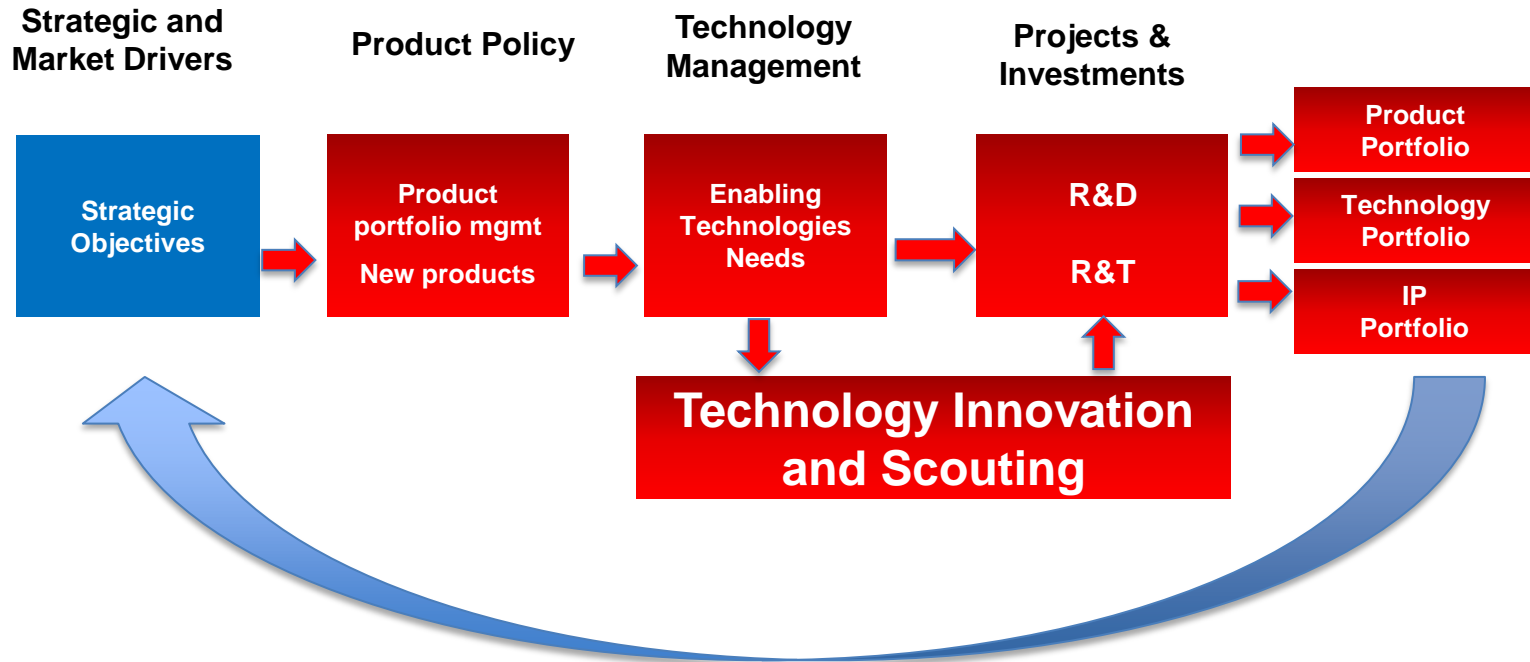 Strategic and
Market Drivers
Product Policy
Technology
Management
Projects &
Investments
Strategic
Objectives
Product
portfolio mgmt
New products
Enabling
Technologies
Needs
R&D
R&T
Product
Portfolio
Technology
Portfolio
IP
Portfolio
Technology Innovation
and Scouting